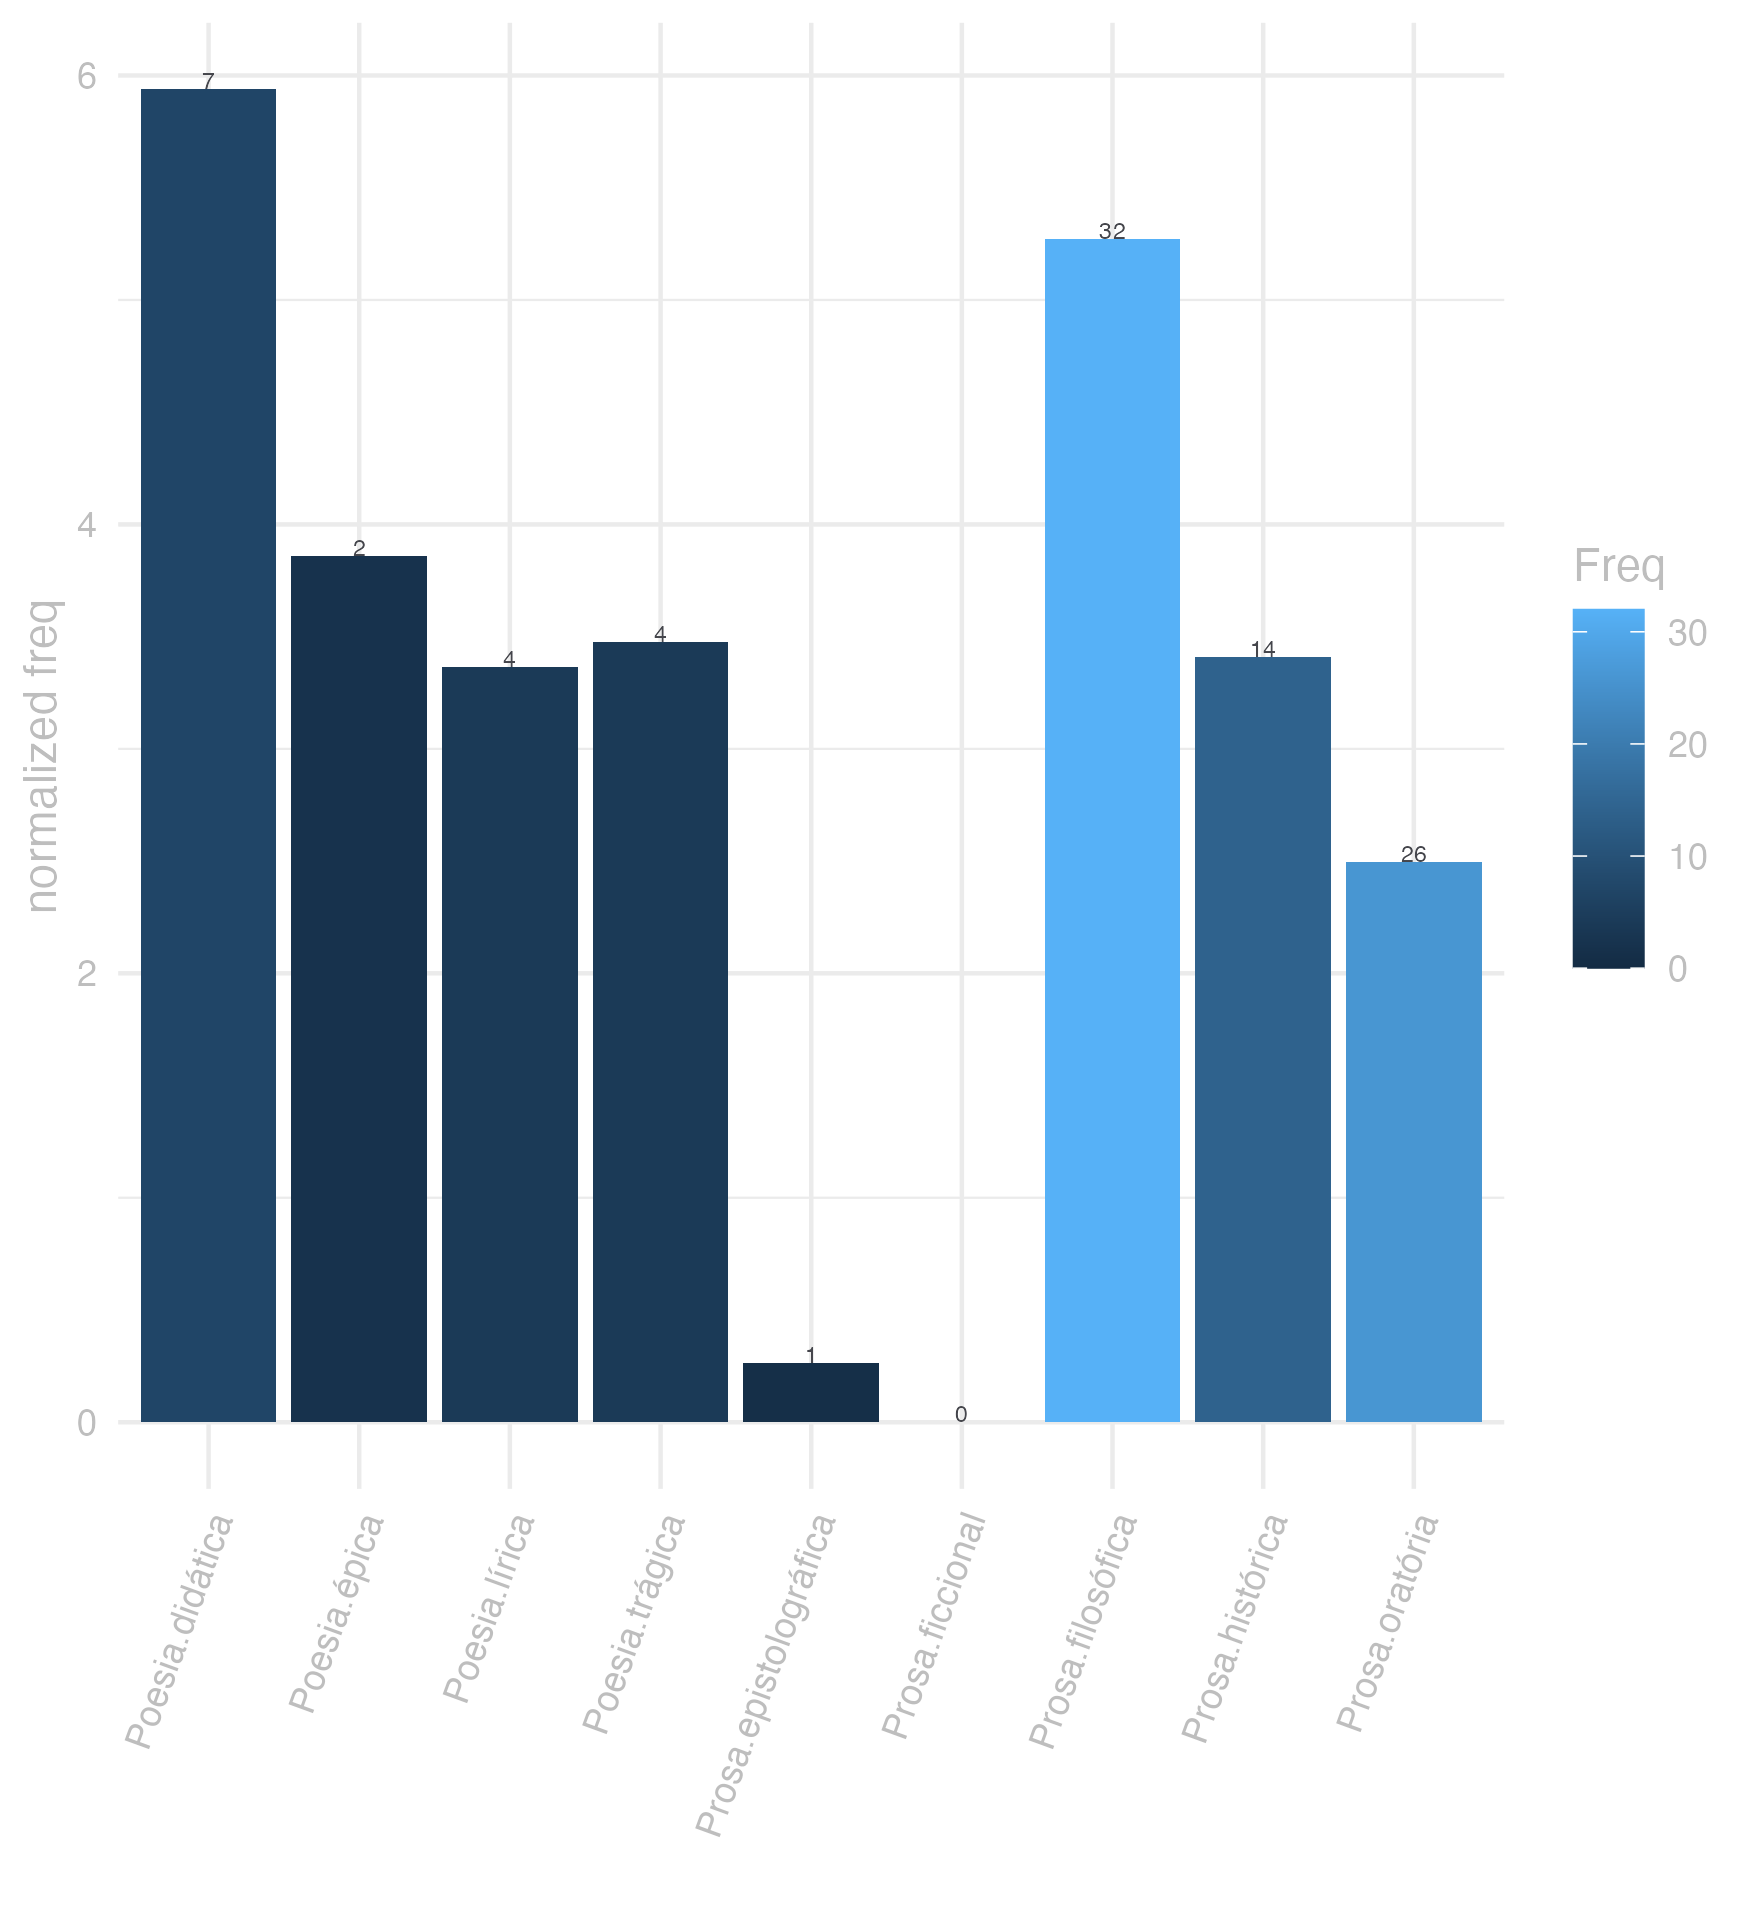 normalized freq
6
4
2
0
7
2
4
4
1
0
32
14
26
Poesia.didática
Poesia.épica
Poesia.lírica
Poesia.trágica
Prosa.epistolográfica
Prosa.ficcional
Prosa.filosófica
Prosa.histórica
Prosa.oratória
Freq
30
20
10
0